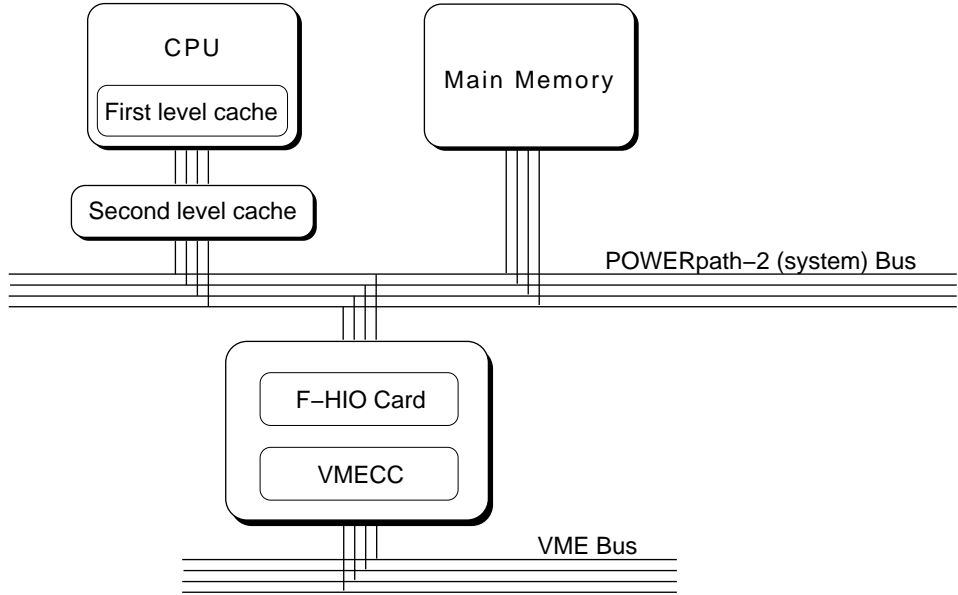 CPU
Main Memory
First level cache
Second level cache
POWERpath−2 (system) Bus
F−HIO Card
VMECC
VME Bus